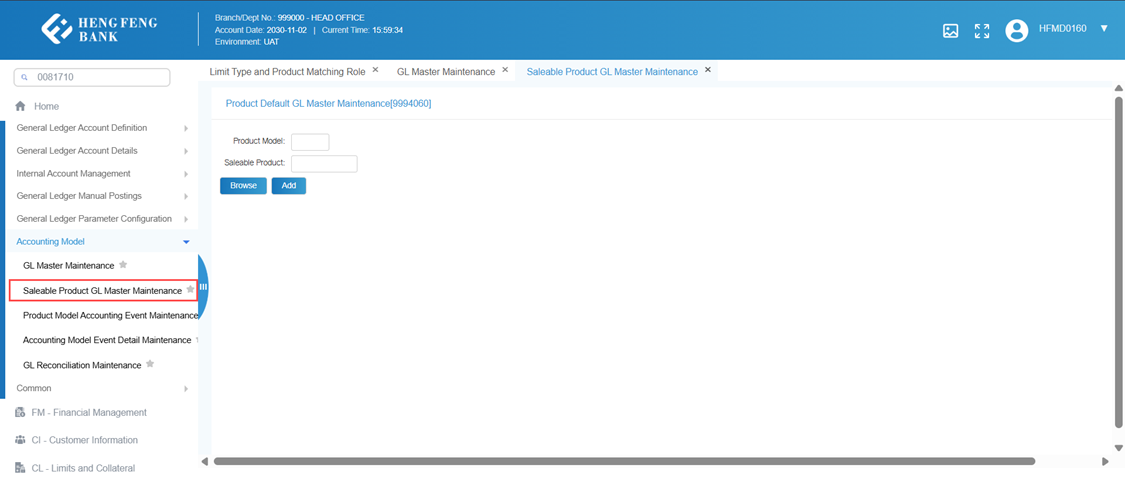 HENG FENG
BANK
Branch/Dept No.: 999000 - HEAD OFFICE
Account Date: 2030-11-02 | Current Time: 15:59:34
Environment: UAT
HFMD0160
0081710
Limit Type and Product Matching Role
GL Master Maintenance
Saleable Product GL Master Maintenance
Home
General Ledger Account Definition
General Ledger Account Details
Internal Account Management
General Ledger Manual Postings
General Ledger Parameter Configuration
Accounting Model
GL Master Maintenance
Saleable Product GL Master Maintenance
Product Model Accounting Event Maintenance
Accounting Model Event Detail Maintenance
GL Reconciliation Maintenance
Common
FM - Financial Management
CI - Customer Information
CL - Limits and Collateral
Product Default GL Master Maintenance[9994060]
Product Model:
Saleable Product:
Browse Add